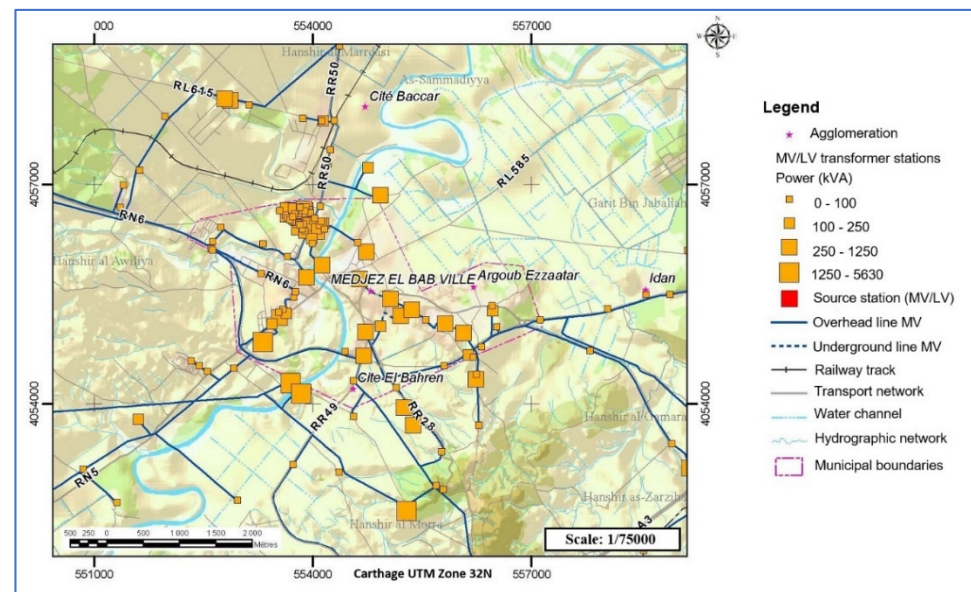 000
554000
557000
N
Hanshir al Mardasi
RR50
As-Sammadiyya
RL615
Cité Baccar
RL585
RR50
4057000
4057000
Garit Bin Jaballah
RN6
Hanshir al Awiliya
RN6
MEDJEZ EL BAB VILLE
Argoub Ezzaatar
Idan
Cite El Bahren
4054000
4054000
RR49
RR28
Hanshir al Gamara
RN5
Hanshir as-Zarziha
Hanshir al Morra
A3
500 250 0 500 1 000 1 500 2 000
Mètres
Scale: 1/75000
551000
554000
Carthage UTM Zone 32N
557000
Legend
Agglomeration
MV/LV transformer stations
Power (kVA)
0 - 100
100 - 250
250 - 1250
1250 - 5630
Source station (MV/LV)
Overhead line MV
Underground line MV
Railway track
Transport network
Water channel
Hydrographic network
Municipal boundaries